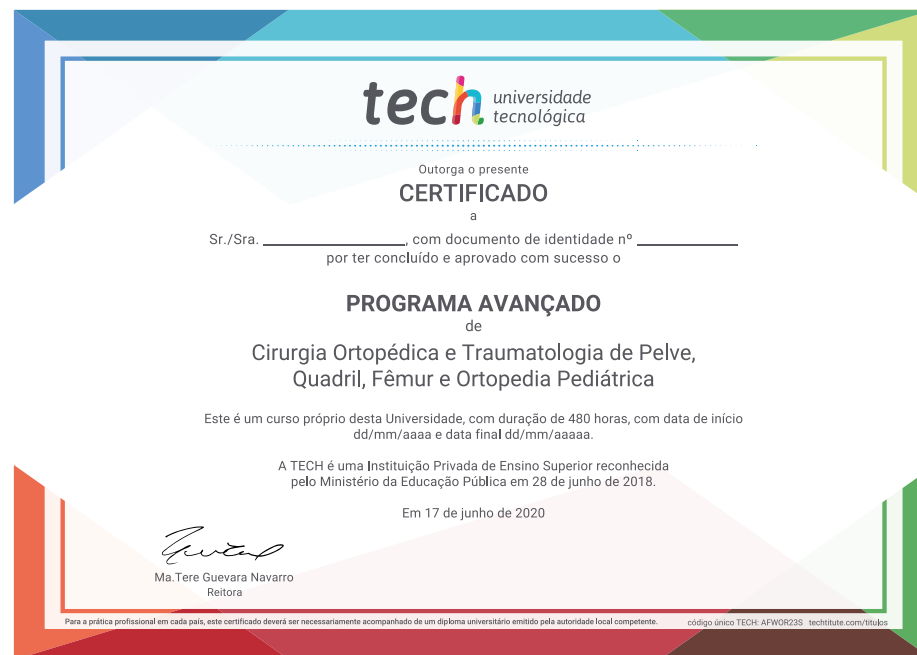 tech universidade
tecnológica
Outorga o presente
CERTIFICADO
a
Sr./Sra. ________________, com documento de identidade nº ____________
por ter concluído e aprovado com sucesso o
PROGRAMA AVANÇADO
de
Cirurgia Ortopédica e Traumatologia de Pelve,
Quadril, Fêmur e Ortopedia Pediátrica
Este é um curso próprio desta Universidade, com duração de 480 horas, com data de início
dd/mm/aaaa e data final dd/mm/aaaaa.
A TECH é uma Instituição Privada de Ensino Superior reconhecida
pelo Ministério da Educação Pública em 28 de junho de 2018.
Em 17 de junho de 2020
Ma.Tere Guevara Navarro
Reitora
Para a prática profissional em cada país, este certificado deverá ser necessariamente acompanhado de um diploma universitário emitido pela autoridade local competente. código único TECH: AFWOR23S techtitute.com/titulos